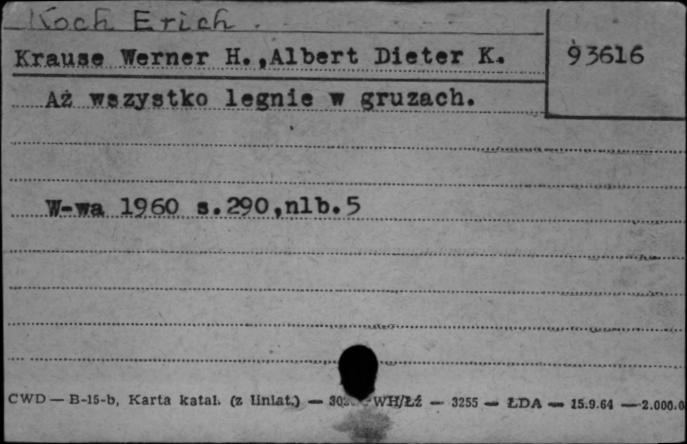 Koch Erich.
Krause Werner H.,Albert Dieter K.
93616
Aż wszystko legnie w gruzach.
W-wa 1960 s.290,nlb.5
CWD — B-15-b, Karta katal. (z liniat.) — WH/Łź — 3255 — ŁDA — 15.9.64 — 2.000.0